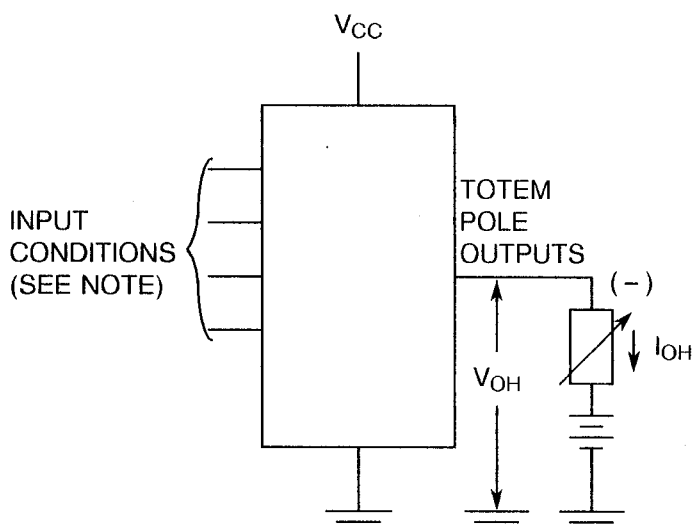 VCC
INPUT
CONDITIONS
(SEE NOTE)
TOTEM
POLE
OUTPUTS
(-)
IOH
VOH